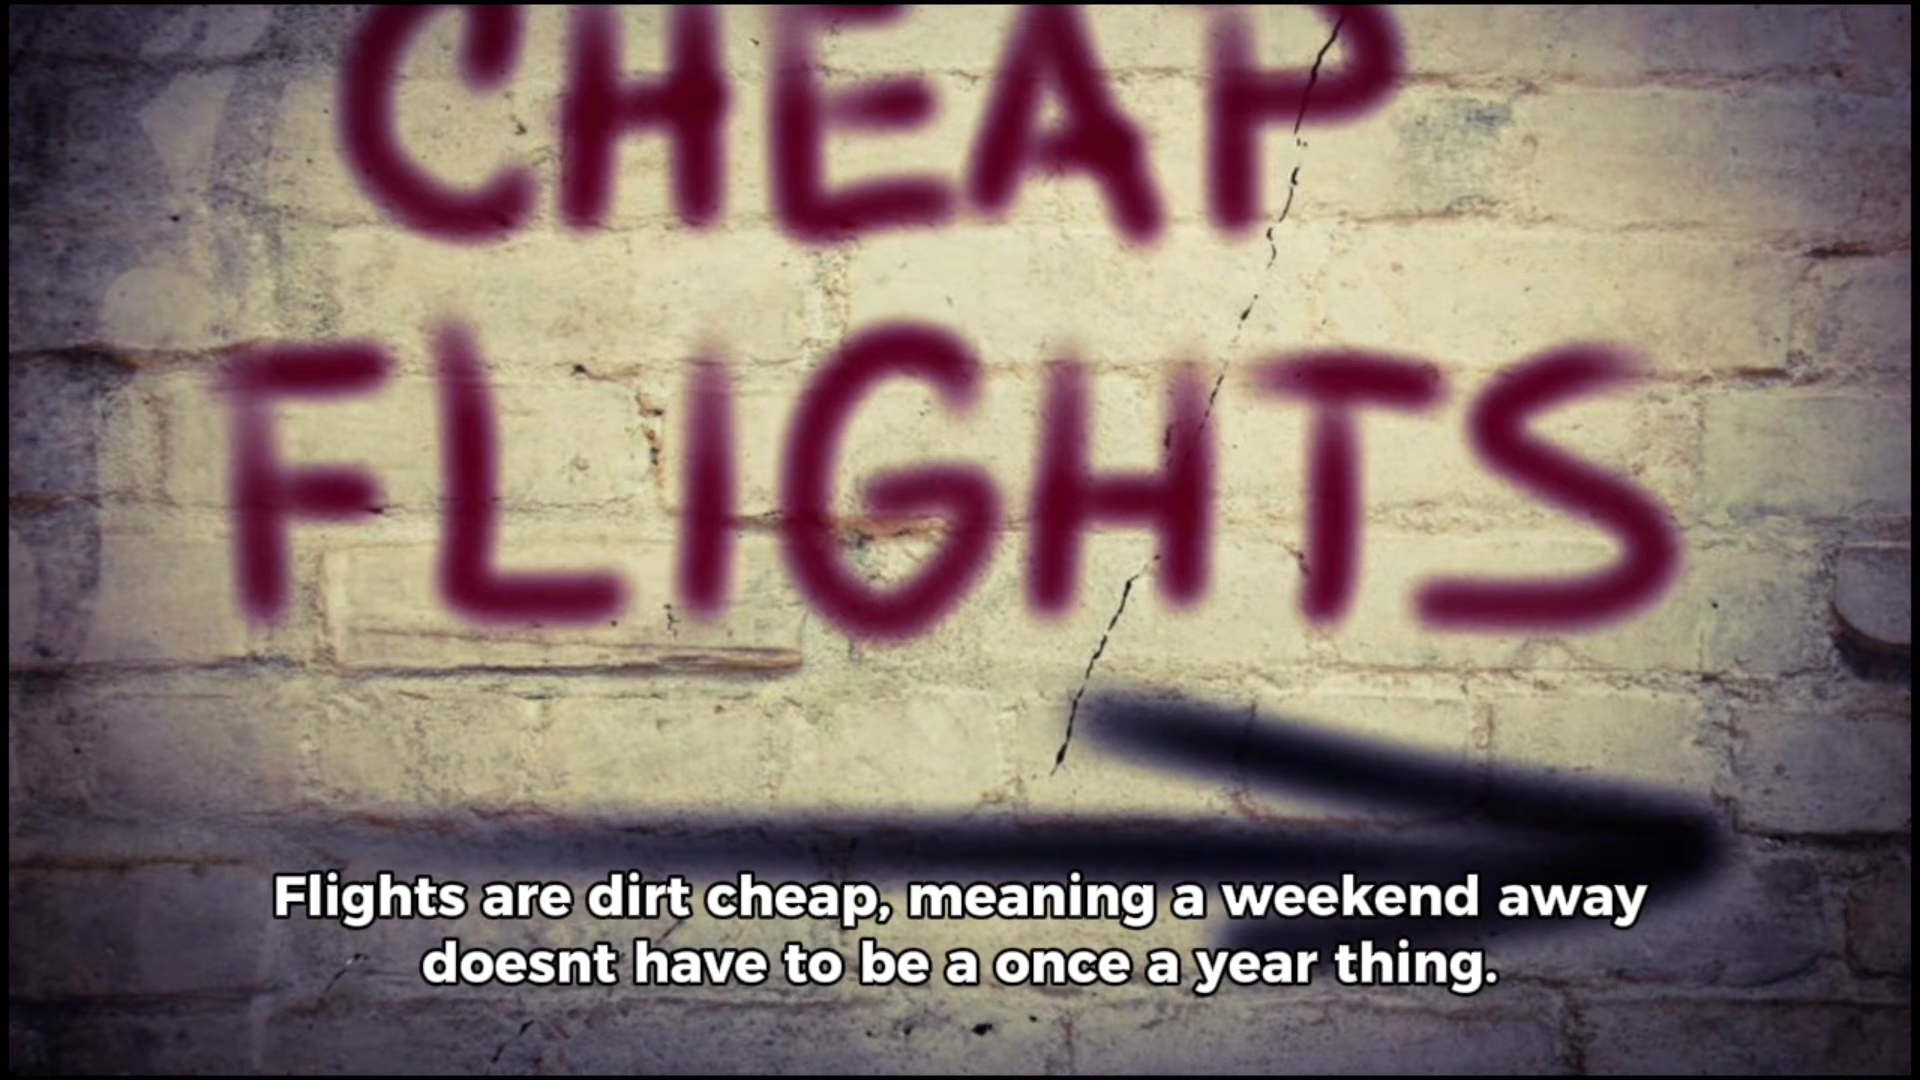 CHEAP
FLIGHTS
Flights are dirt cheap, meaning a weekend away
doesnt have to be a once a year thing.